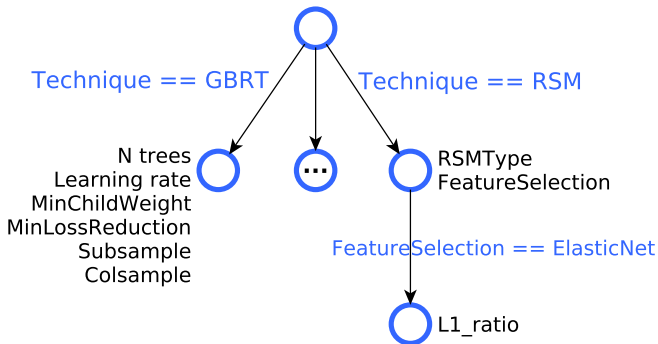 Technique == GBRT
Technique == RSM
N trees
Learning rate
MinChildWeight
MinLossReduction
Subsample
Colsample
...
RSMType
FeatureSelection
FeatureSelection == ElasticNet
L1_ratio